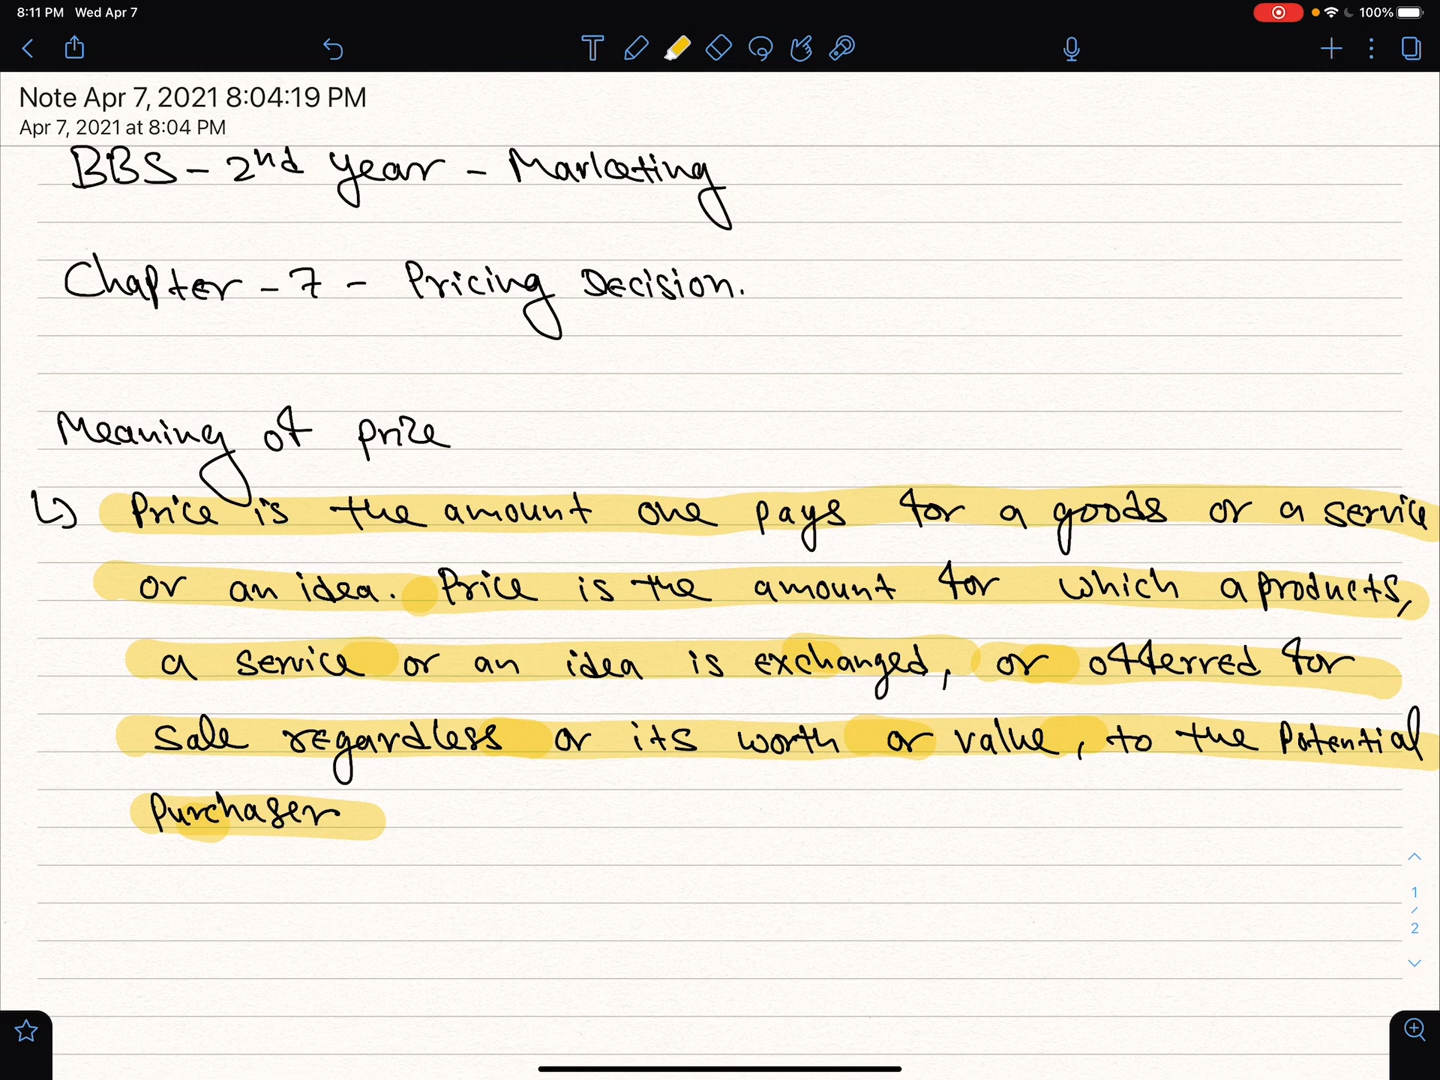 8:11 PM Wed Apr 7
100%
Note Apr 7, 2021 8:04:19 PM
Apr 7, 2021 at 8:04 PM
BBS - 2nd year - Marketing
Chapter - 7 - Pricing Decision.
Meaning of price
↳ Price is the amount one pays for a goods or a service
or an idea. Price is the amount for which a products,
a service or an idea is exchanged, or offerred for
sale regardless or its worth or value, to the Potential
Purchaser
1
/
2